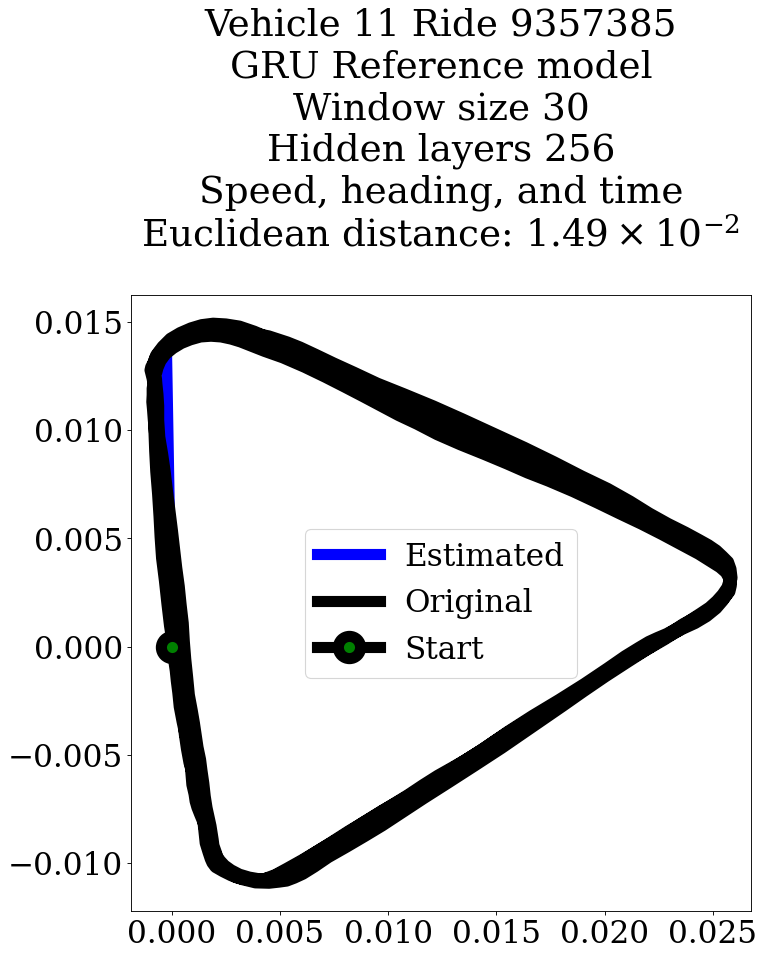 Vehicle 11 Ride 9357385
GRU Reference model
Window size 30
Hidden layers 256
Speed, heading, and time
Euclidean distance: 1.49 × 10⁻²
0.015
0.010
0.005
0.000
−0.005
−0.010
Estimated
Original
Start
0.000 0.005 0.010 0.015 0.020 0.025